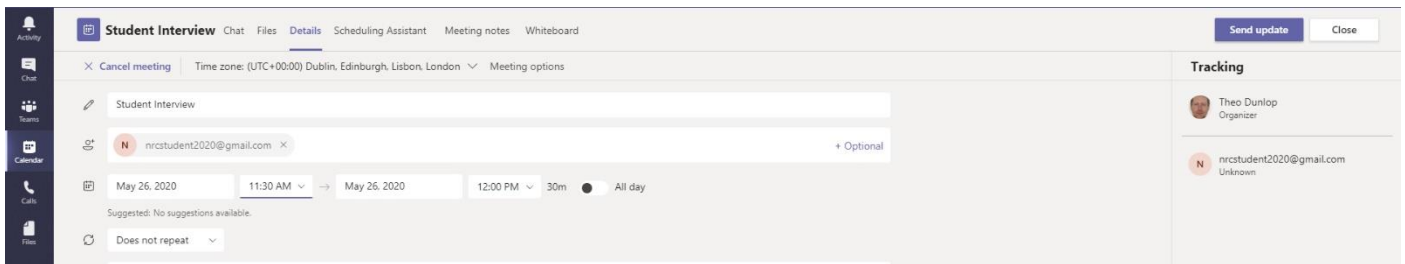 Activity
Chat
Teams
Calendar
Calls
Files
Student Interview Chat Files Details Scheduling Assistant Meeting notes Whiteboard
Send update Close
Cancel meeting Time zone: (UTC+00:00) Dublin, Edinburgh, Lisbon, London Meeting options
Student Interview
N nrcstudent2020@gmail.com × + Optional
May 26, 2020 11:30 AM → May 26, 2020 12:00 PM 30m All day
Suggested: No suggestions available.
Does not repeat
Tracking
Theo Dunlop
Organizer
N nrcstudent2020@gmail.com
Unknown